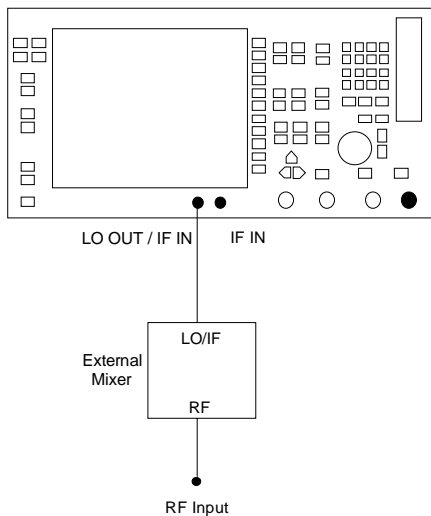 LO OUT / IF IN
IF IN
LO/IF
External
Mixer
RF
RF Input